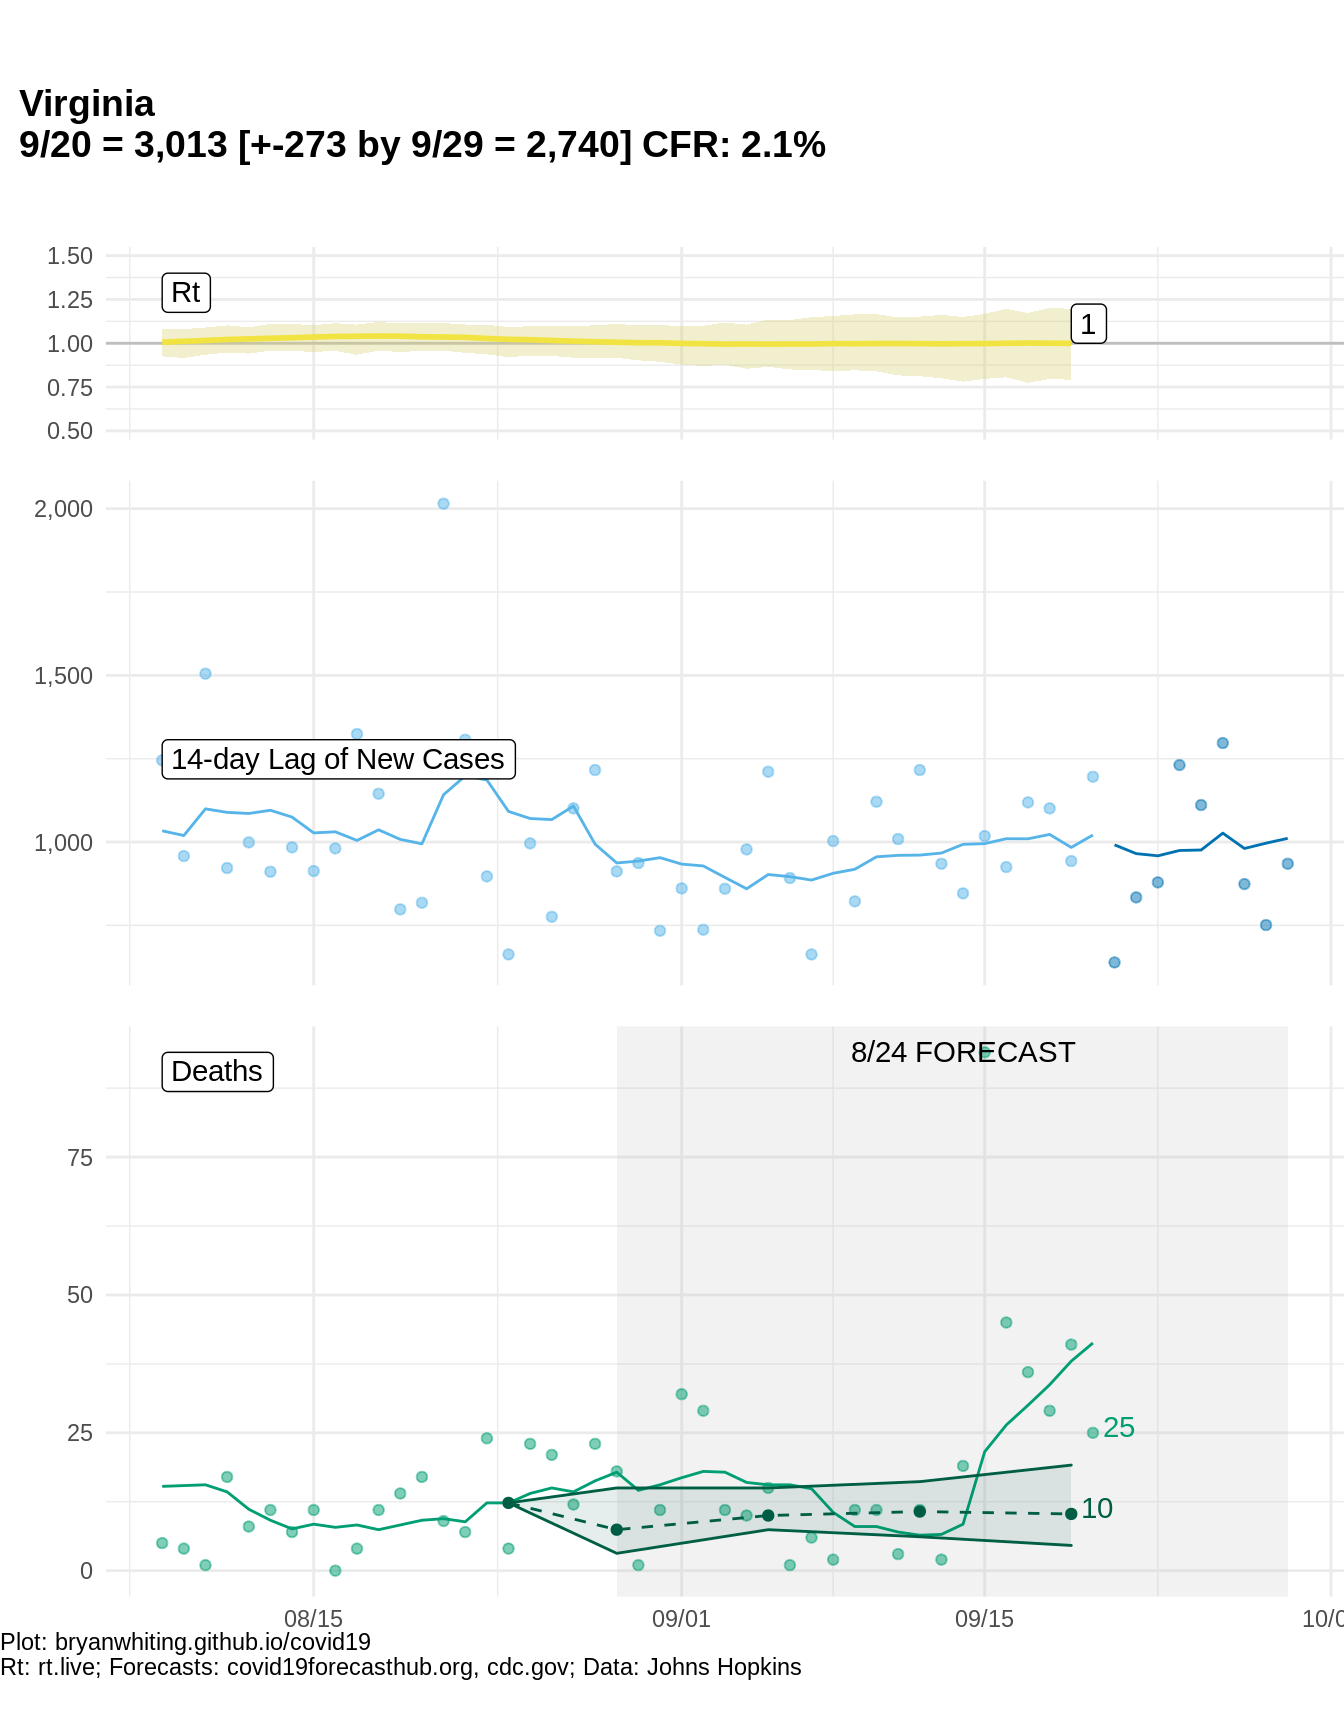 Virginia
9/20 = 3,013 [+-273 by 9/29 = 2,740] CFR: 2.1%
1.50
Rt
1.25
1
1.00
0.75
0.50
2,000
1,500
14-day Lag of New Cases
1,000
8/24 FORECAST
Deaths
75
50
25
25
10
0
08/15
09/01
09/15
10/0
Plot: bryanwhiting.github.io/covid19
Rt: rt.live; Forecasts: covid19forecasthub.org, cdc.gov; Data: Johns Hopkins